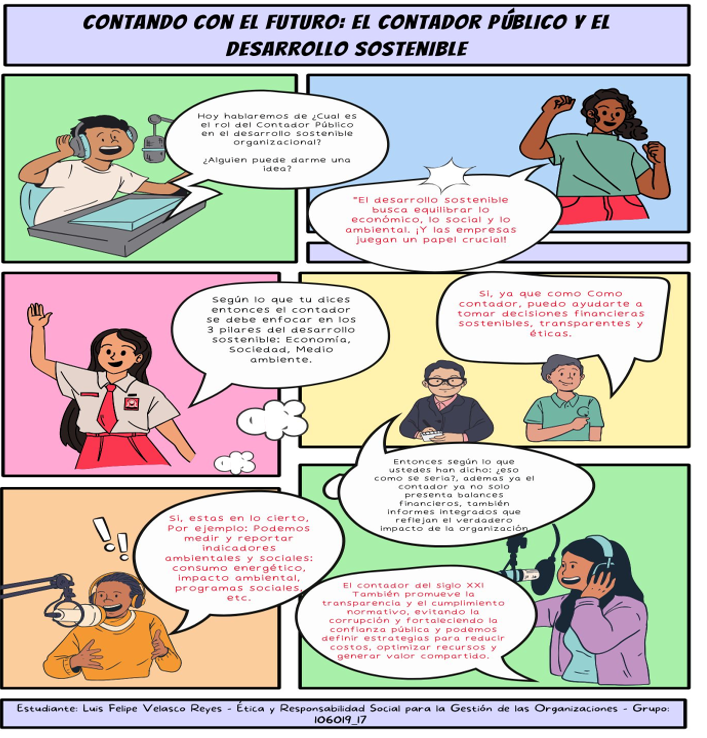 CONTANDO CON EL FUTURO: EL CONTADOR PÚBLICO Y EL
DESARROLLO SOSTENIBLE
Hoy hablaremos de ¿Cual es
el rol del Contador Público
en el desarrollo sostenible
organizacional?
¿Alguien puede darme una
idea?
"El desarrollo sostenible
busca equilibrar lo
económico, lo social y lo
ambiental. ¡Y las empresas
juegan un papel crucial!
Según lo que tu dices
entonces el contador
se debe enfocar en los
3 pilares del desarrollo
sostenible: Economía,
Sociedad, Medio
ambiente.
Si, ya que como Como
contador, puedo ayudarte a
tomar decisiones financieras
sostenibles, transparentes y
éticas.
Entonces según lo que
ustedes han dicho: ¿eso
como se seria?, ademas ya el
contador ya no solo
presenta balances
financieros, también
informes integrados que
reflejan el verdadero
impacto de la organización
Si, estas en lo cierto,
Por ejemplo: Podemos
medir y reportar
indicadores
ambientales y sociales:
consumo energético,
impacto ambiental,
programas sociales,
etc.
El contador del siglo XXI
También promueve la
transparencia y el cumplimiento
normativo, evitando la
corrupción y fortaleciendo la
confianza pública y podemos
definir estrategias para reducir
costos, optimizar recursos y
generar valor compartido.
Estudiante: Luis Felipe Velasco Reyes - Ética y Responsabilidad Social para la Gestión de las Organizaciones - Grupo:
106019_17